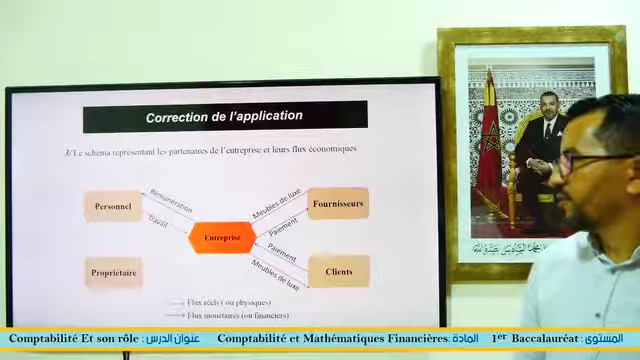 Correction de l'application
3/ Le schema représentant les partenaires de l'entreprise et leurs flux économiques
Personnel
Rémunération
Travail
Entreprise
Meubles de luxe
Paiement
Fournisseurs
Propriétaire
Paiement
Meubles de luxe
Clients
Flux réels ( ou physiques)
Flux monétaires (ou financiers)
Comptabilité Et son rôle : عنوان الدرس Comptabilité et Mathématiques Financières : المادة 1er Baccalauréat : المستوى